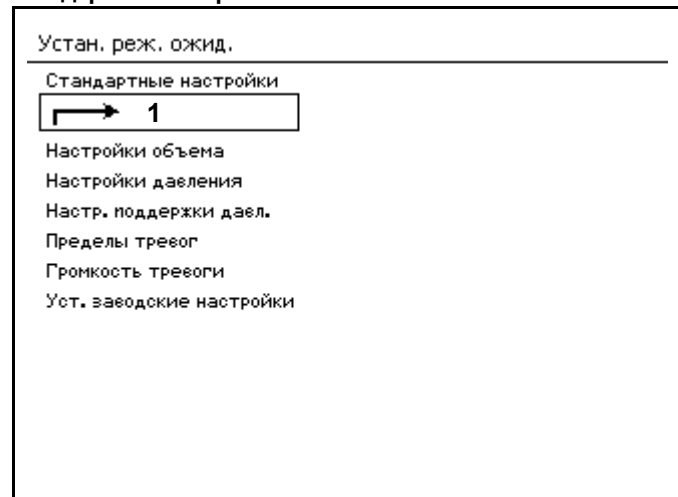 Устан. реж. ожид.
Стандартные настройки
1
Настройки объема
Настройки давления
Настр. поддержки давл.
Пределы тревог
Громкость тревоги
Уст. заводские настройки